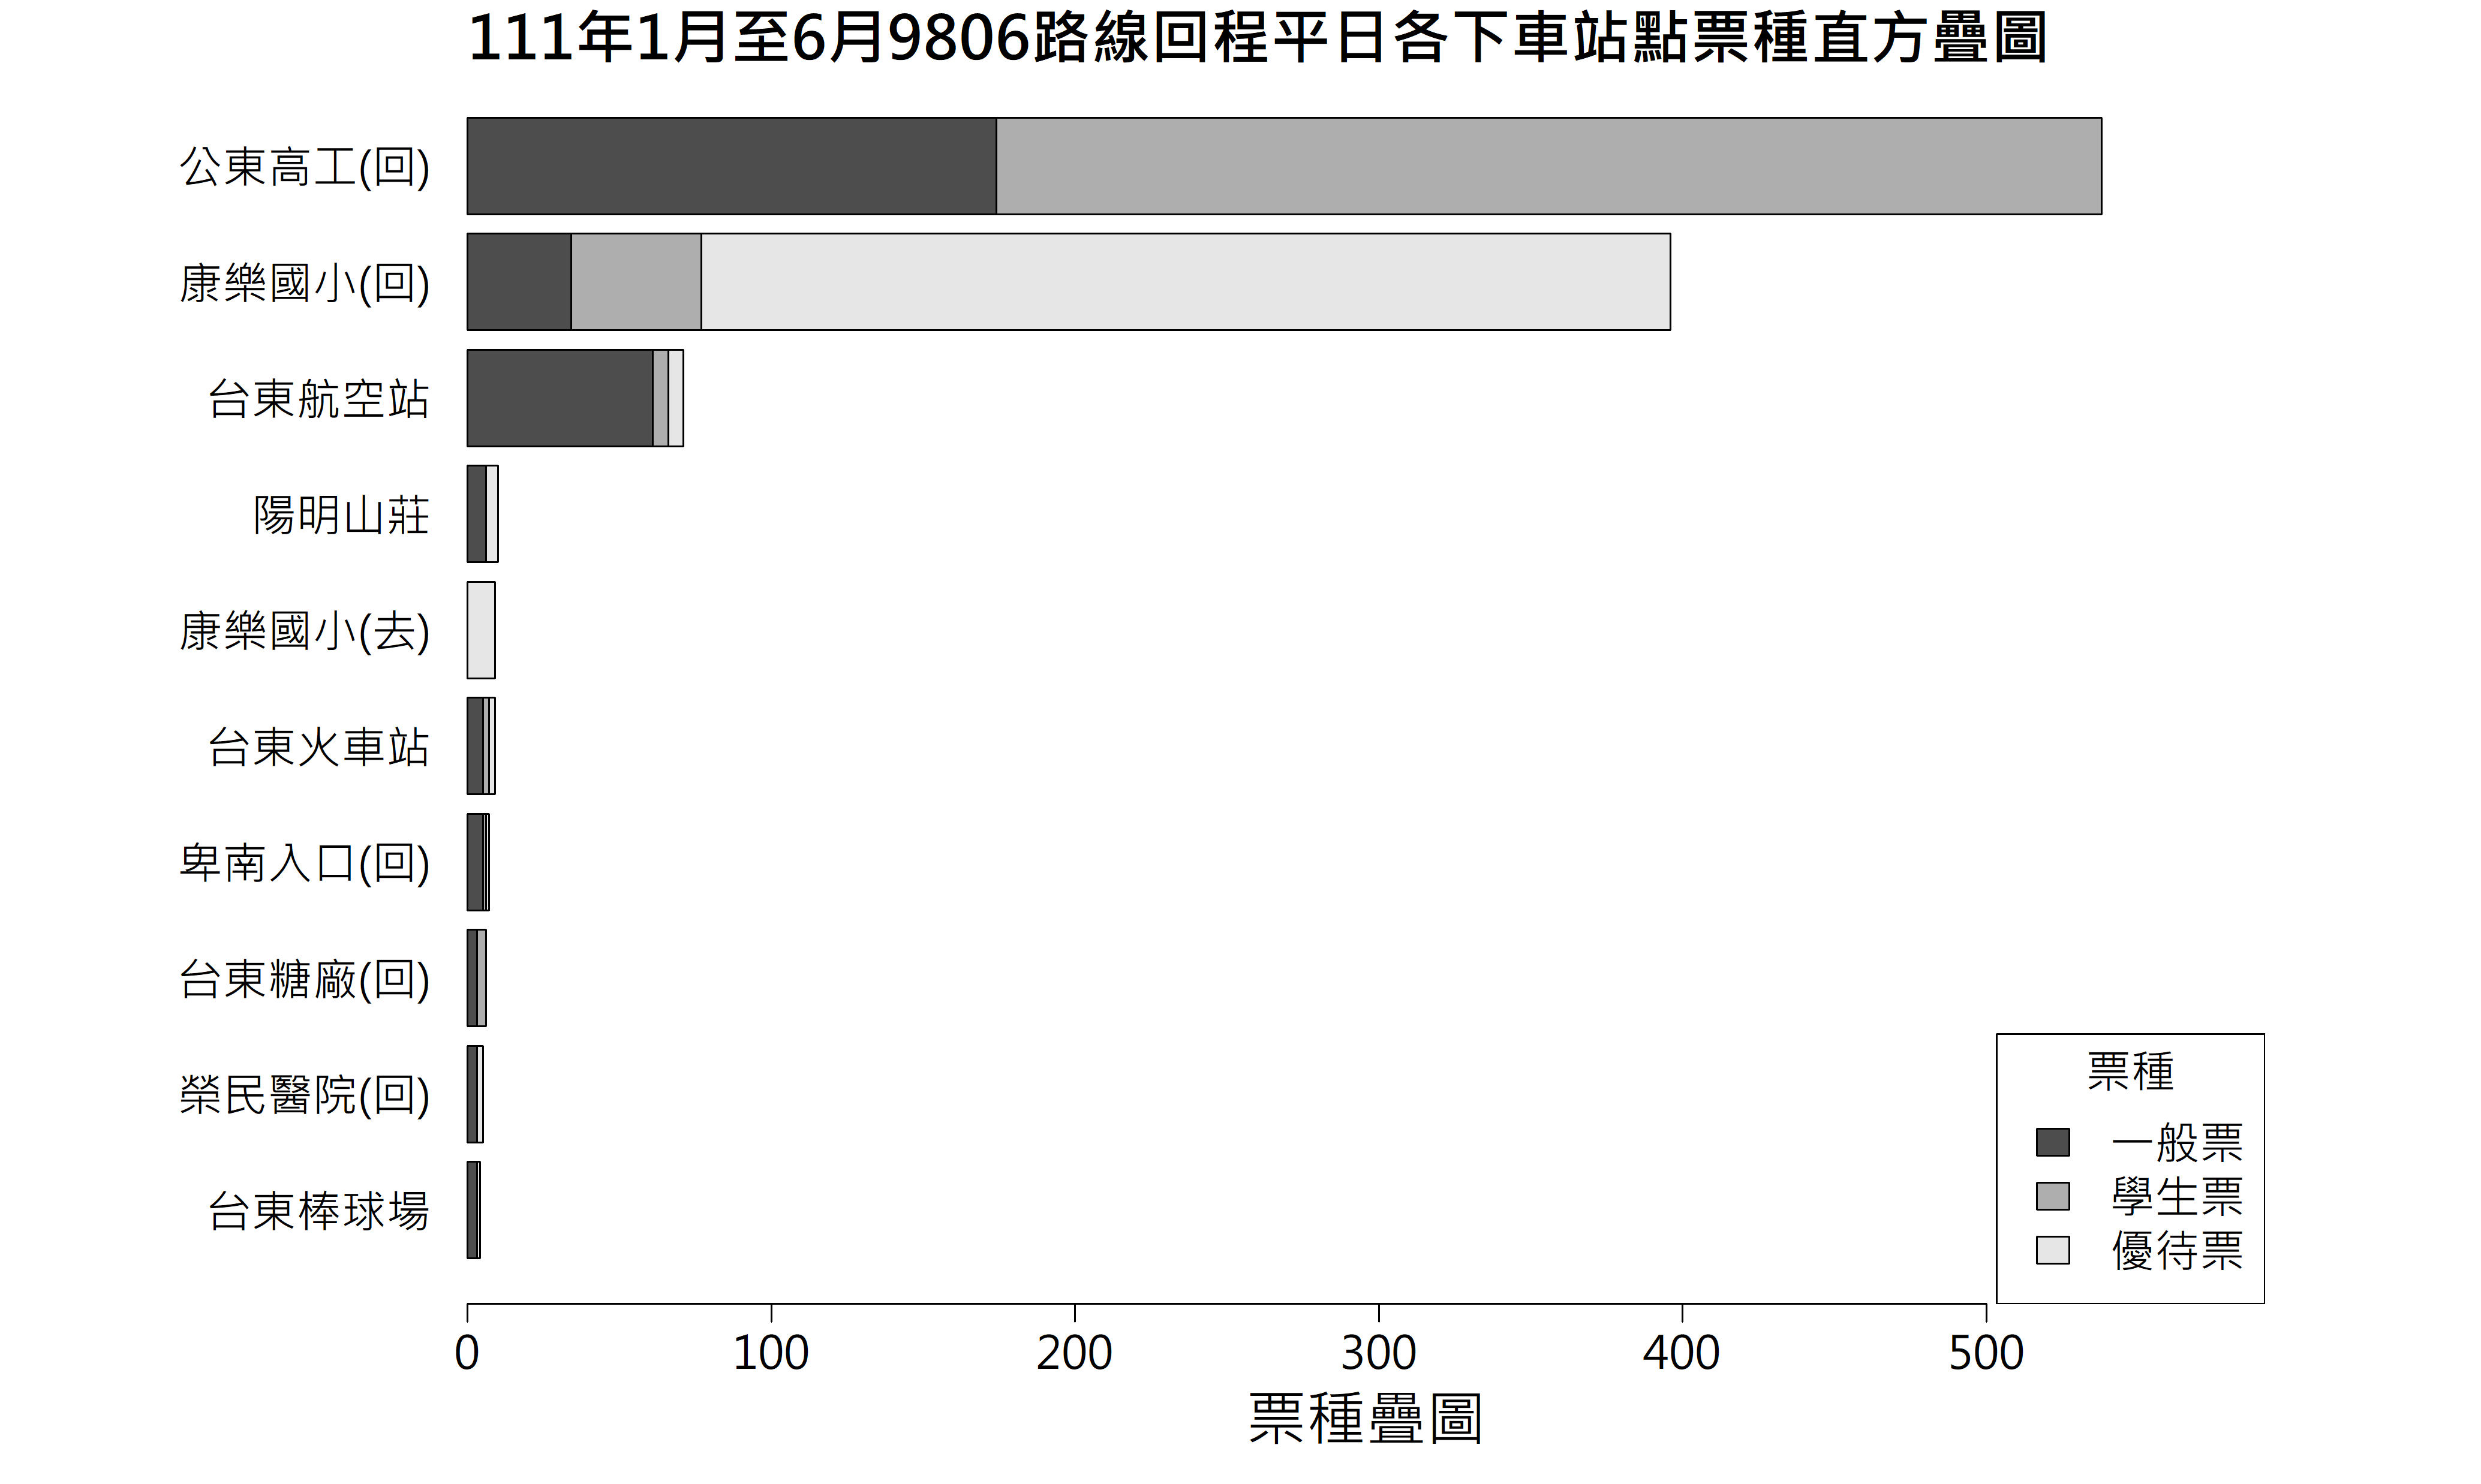 111年1月至6月9806路線回程平日各下車站點票種直方疊圖
公東高工(回)
康樂國小(回)
台東航空站
陽明山莊
康樂國小(去)
台東火車站
卑南入口(回)
台東糖廠(回)
榮民醫院(回)
台東棒球場
票種
一般票
學生票
優待票
0 100 200 300 400 500
票種疊圖